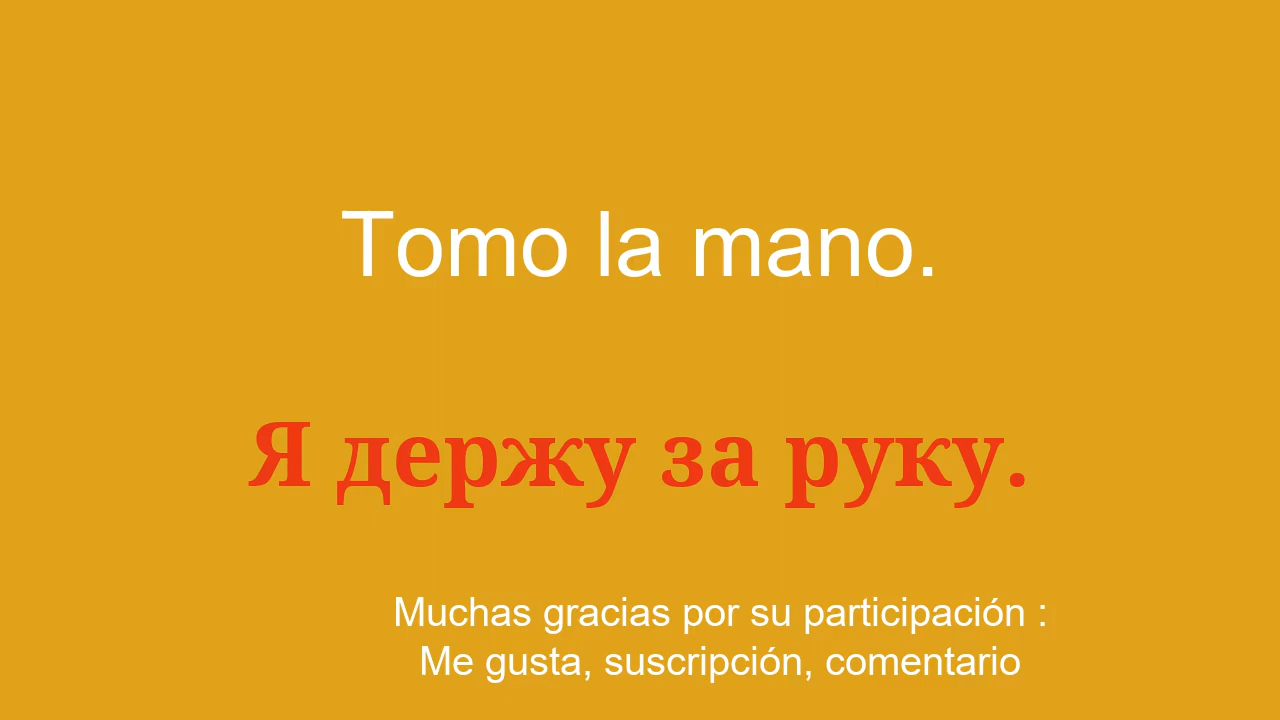 Tomo la mano.
Я держу за руку.
Muchas gracias por su participación :
Me gusta, suscripción, comentario